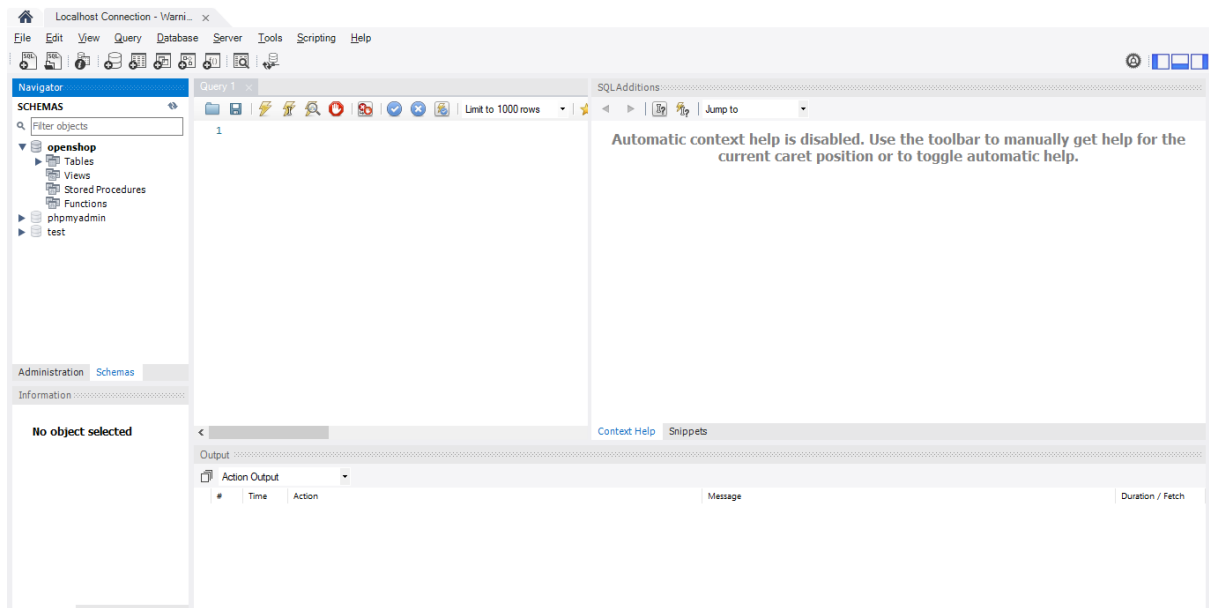 Localhost Connection - Warni...
File Edit View Query Database Server Tools Scripting Help
Navigator
SCHEMAS
Filter objects
openshop
Tables
Views
Stored Procedures
Functions
phpmyadmin
test
Administration Schemas
Information
No object selected
Query 1
Limit to 1000 rows
1
SQLAdditions
Jump to
Automatic context help is disabled. Use the toolbar to manually get help for the
current caret position or to toggle automatic help.
Context Help Snippets
Output
Action Output
# Time Action Message Duration / Fetch